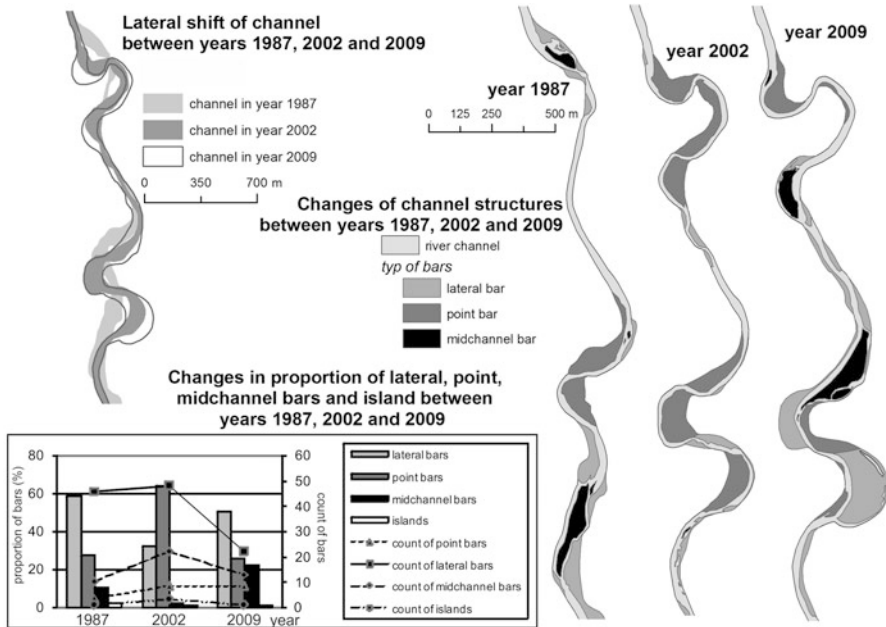 Lateral shift of channel
between years 1987, 2002 and 2009
channel in year 1987
channel in year 2002
channel in year 2009
0 350 700 m
year 1987
0 125 250 500 m
year 2002
year 2009
Changes of channel structures
between years 1987, 2002 and 2009
river channel
typ of bars
lateral bar
point bar
midchannel bar
Changes in proportion of lateral, point,
midchannel bars and island between
years 1987, 2002 and 2009
proportion of bars (%)
80
60
40
20
0
60
50
40
30
20
10
0
count of bars
1987 2002 2009 year
lateral bars
point bars
midchannel bars
islands
count of point bars
count of lateral bars
count of midchannel bars
count of islands